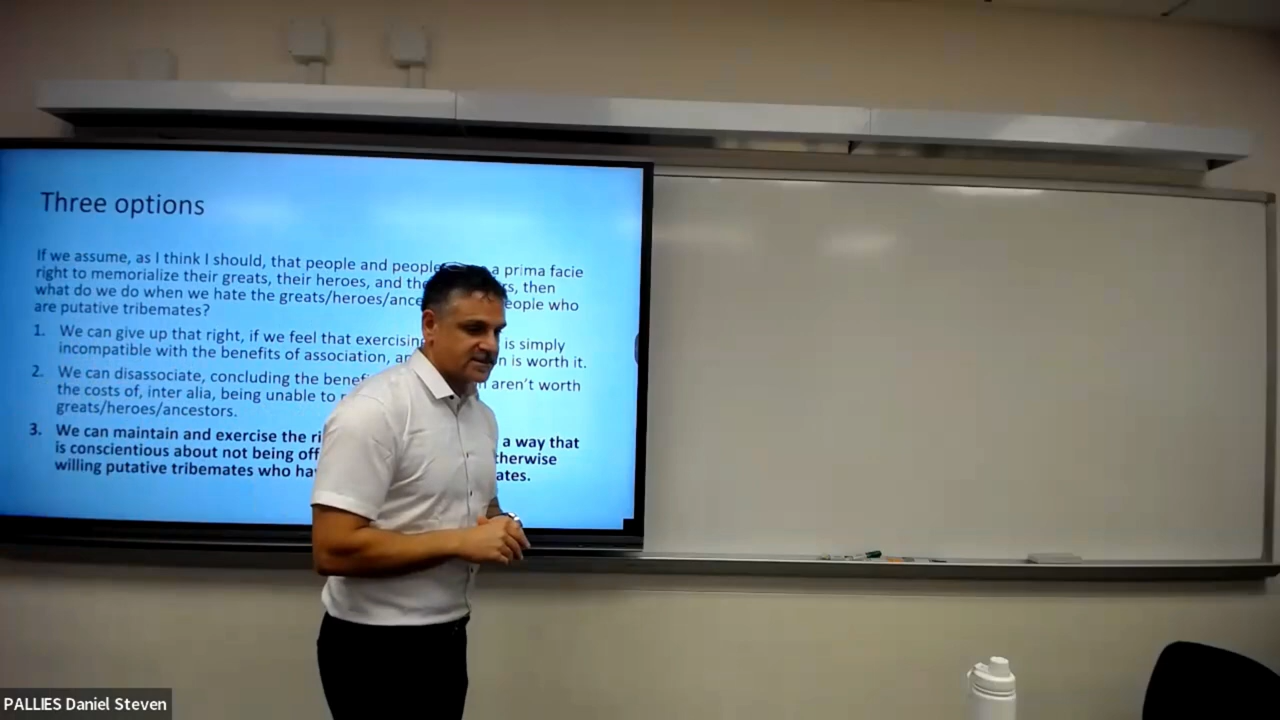 Three options
If we assume, as I think I should, that people and people a prima facie
right to memorialize their greats, their heroes, and the rs, then
what do we do when we hate the greats/heroes/ance eople who
are putative tribemates?
1. We can give up that right, if we feel that exercising is simply
incompatible with the benefits of association, an n is worth it.
2. We can disassociate, concluding the benef n aren't worth
the costs of, inter alia, being unable to
greats/heroes/ancestors.
3. We can maintain and exercise the ri a way that
is conscientious about not being off therwise
willing putative tribemates who ha ates.
PALLIES Daniel Steven